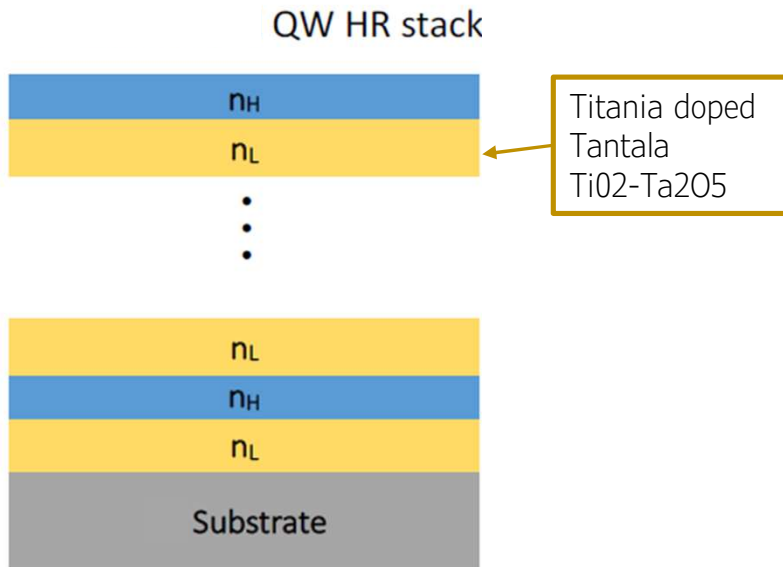 QW HR stack
nH
nL
Titania doped
Tantala
Ti02-Ta2O5
nL
nH
nL
Substrate